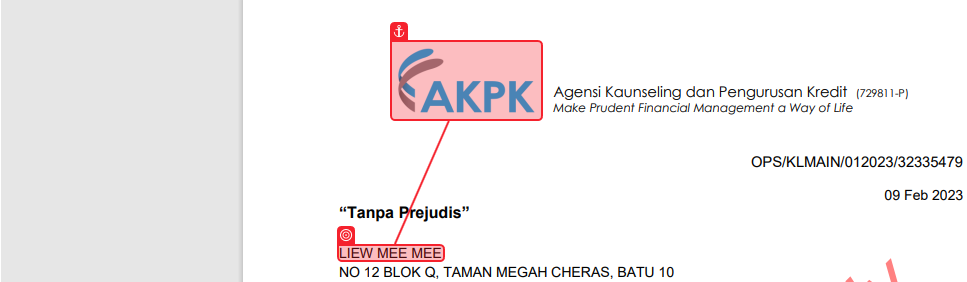 AKPK
Agensi Kaunseling dan Pengurusan Kredit (729811-P)
Make Prudent Financial Management a Way of Life
OPS/KLMAIN/012023/32335479
09 Feb 2023
“Tanpa Prejudis”
LIEW MEE MEE
NO 12 BLOK Q, TAMAN MEGAH CHERAS, BATU 10